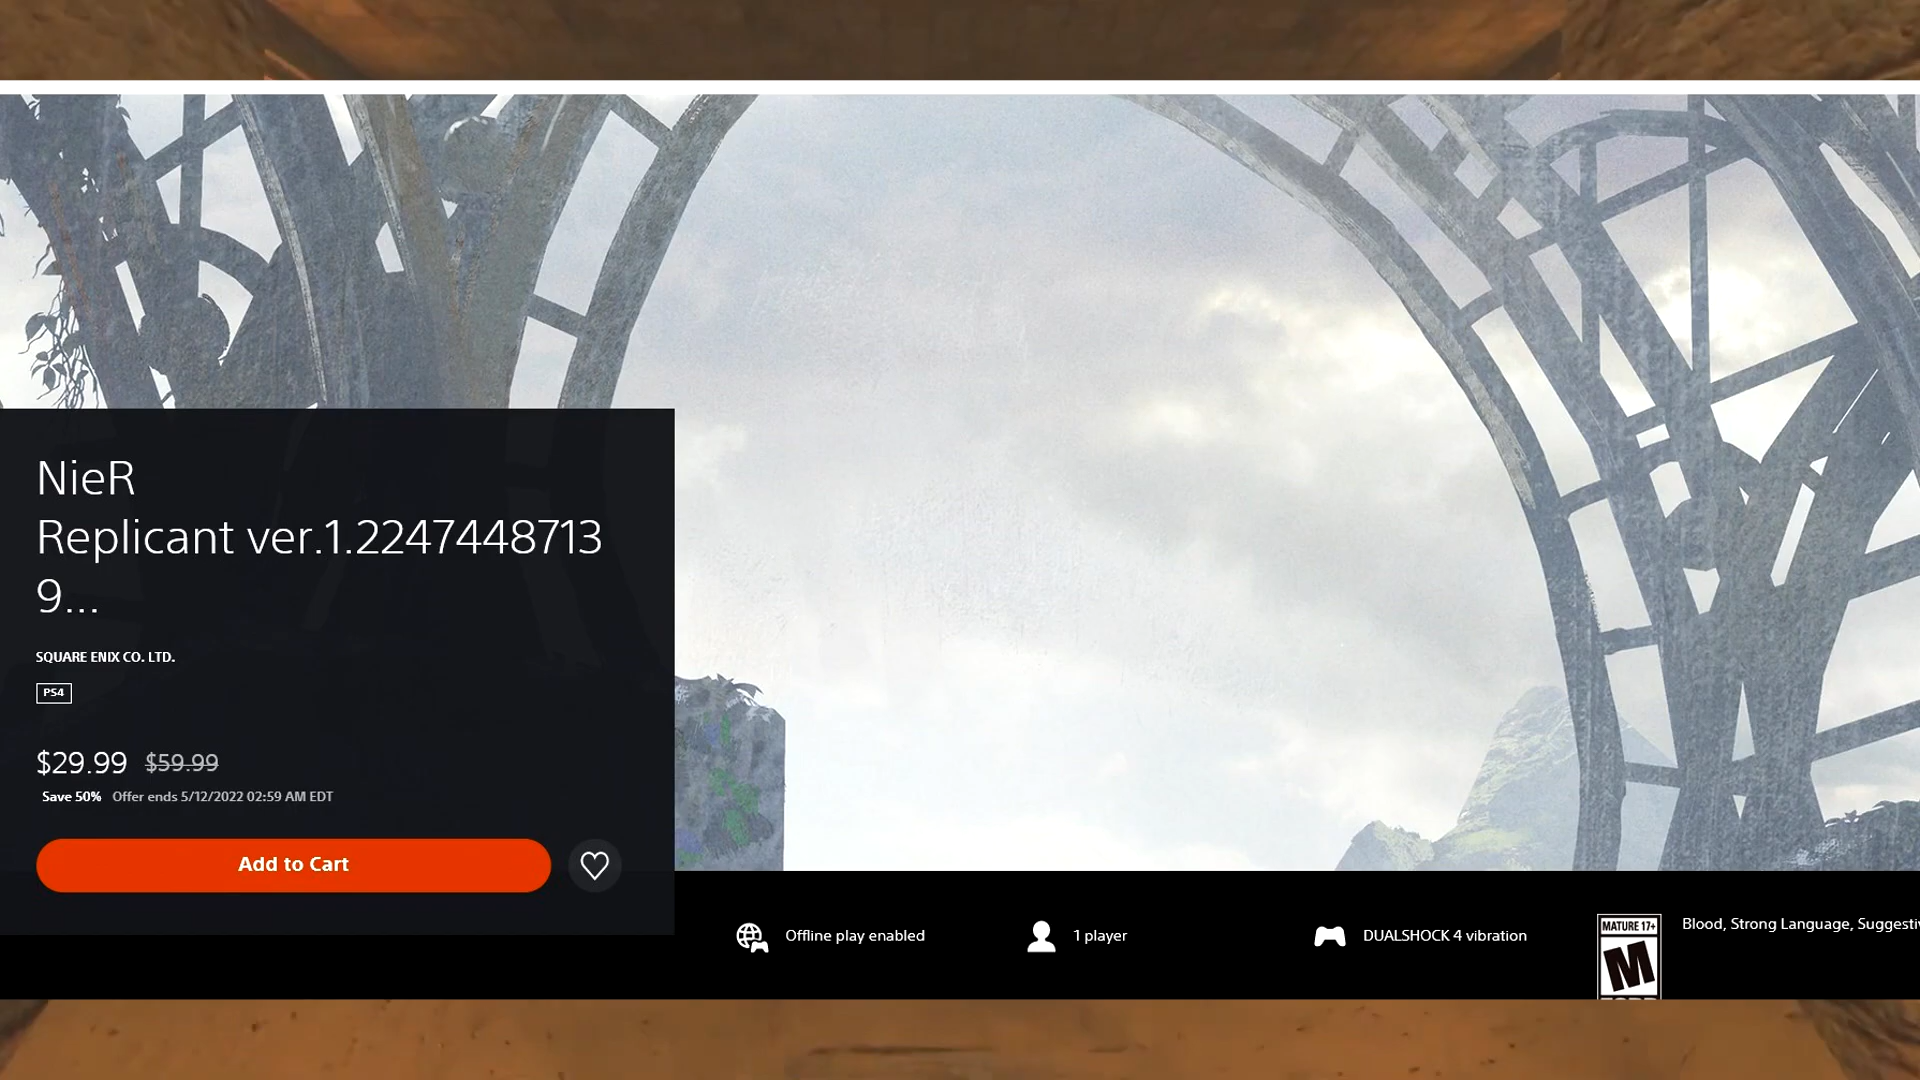 NieR
Replicant ver.1.2247448713
9...
SQUARE ENIX CO. LTD.
PS4
$29.99 $59.99
Save 50% Offer ends 5/12/2022 02:59 AM EDT
Add to Cart
Offline play enabled
1 player
DUALSHOCK 4 vibration
MATURE 17+
M
Blood, Strong Language, Suggesti